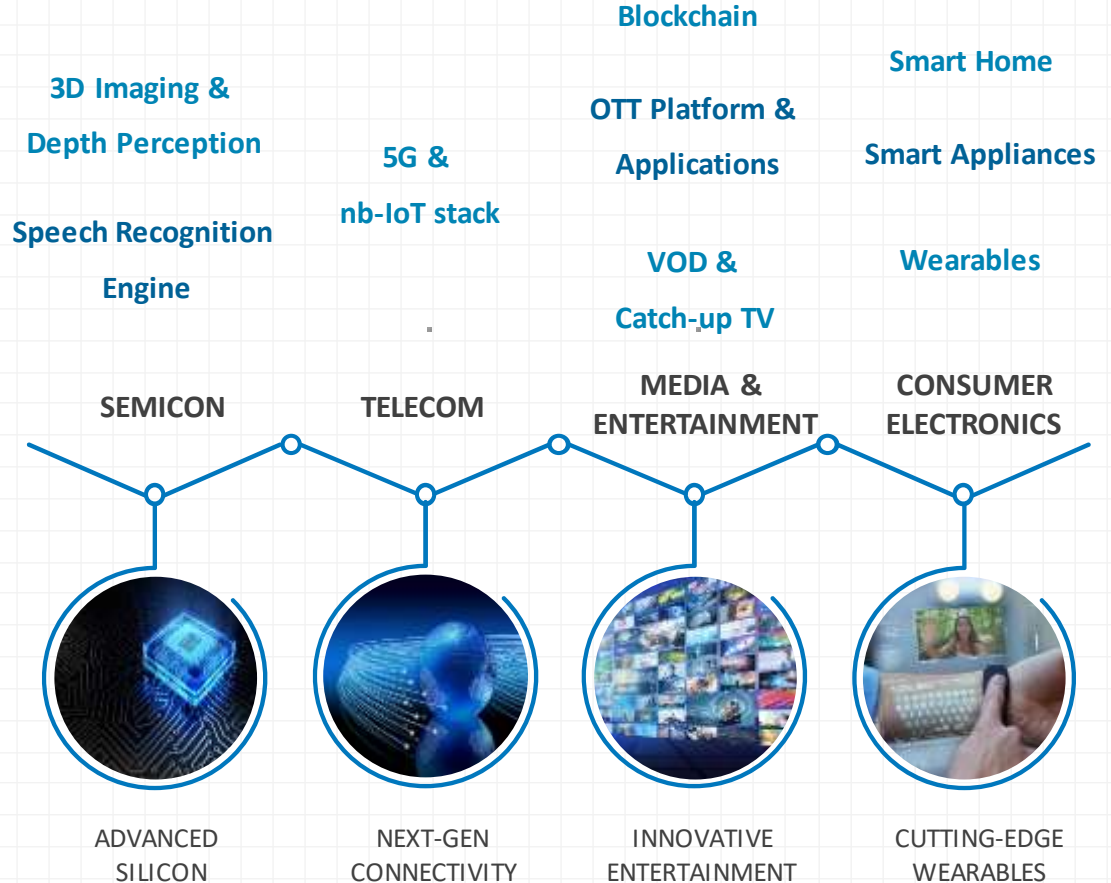 3D Imaging &
Depth Perception
Speech Recognition
Engine
SEMICON
ADVANCED
SILICON
5G &
nb-IoT stack
TELECOM
NEXT-GEN
CONNECTIVITY
Blockchain
OTT Platform &
Applications
VOD &
Catch-up TV
MEDIA &
ENTERTAINMENT
INNOVATIVE
ENTERTAINMENT
Smart Home
Smart Appliances
Wearables
CONSUMER
ELECTRONICS
CUTTING-EDGE
WEARABLES